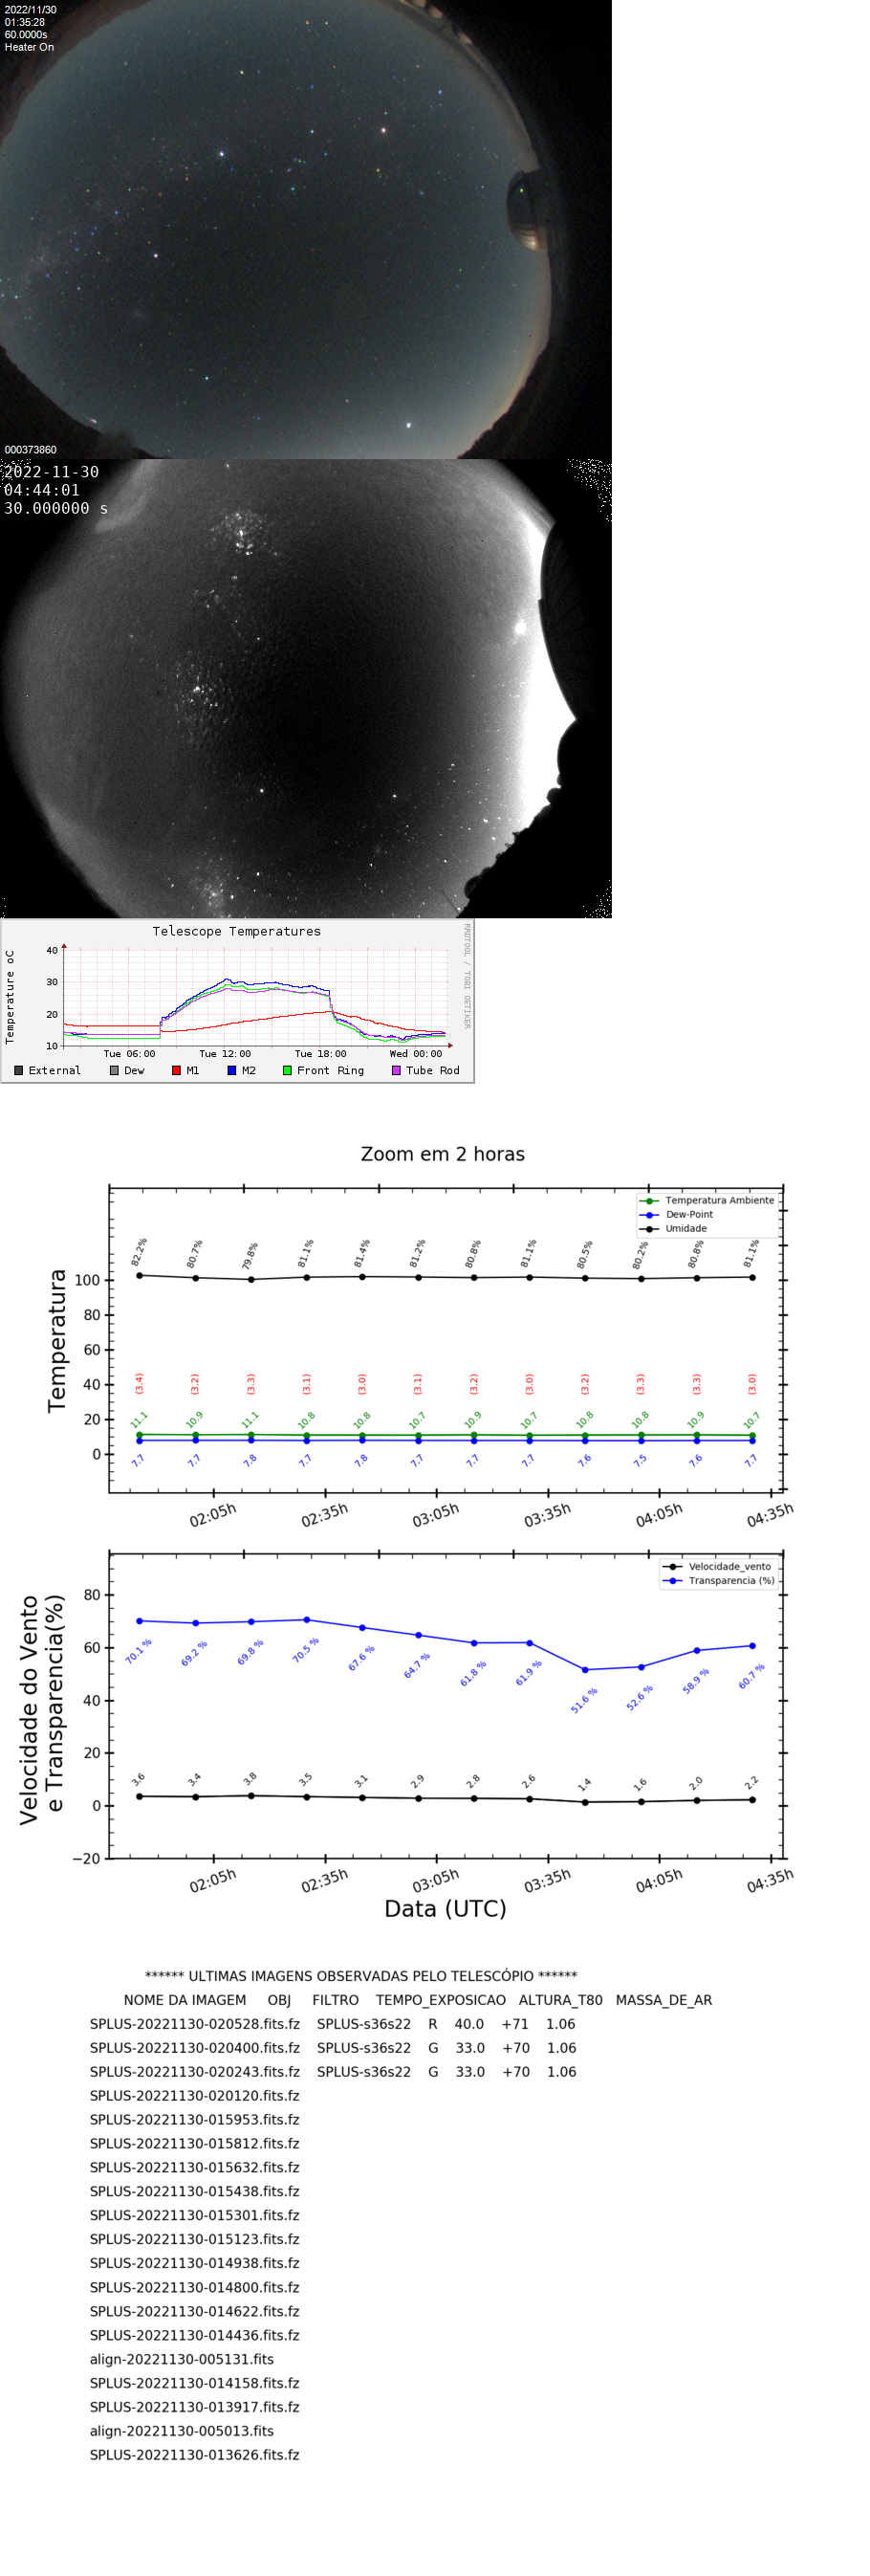 2022/11/30
01:35:28
60.0000s
Heater On
000373860
2022-11-30
04:44:01
30.000000 s
Telescope Temperatures
RRDTOOL / TOBI OETIKER
Temperature oC
40
30
20
10
Tue 06:00 Tue 12:00 Tue 18:00 Wed 00:00
External Dew M1 M2 Front Ring Tube Rod
Zoom em 2 horas
Temperatura Ambiente
Dew-Point
Umidade
82.2% 80.7% 79.8% 81.1% 81.4% 81.2% 80.8% 81.1% 80.5% 80.2% 80.8% 81.1%
Temperatura
100
80
60
40
20
0
(3.4) (3.2) (3.3) (3.1) (3.0) (3.1) (3.2) (3.0) (3.2) (3.3) (3.3) (3.0)
11.1 10.9 11.1 10.8 10.8 10.7 10.9 10.7 10.8 10.8 10.9 10.7
7.7 7.7 7.8 7.7 7.8 7.7 7.7 7.7 7.6 7.5 7.6 7.7
02:05h 02:35h 03:05h 03:35h 04:05h 04:35h
Velocidade_vento
Transparencia (%)
Velocidade do Vento
e Transparencia(%)
80
60
40
20
0
−20
70.1 % 69.2 % 69.8 % 70.5 % 67.6 % 64.7 % 61.8 % 61.9 % 51.6 % 52.6 % 58.9 % 60.7 %
3.6 3.4 3.8 3.5 3.1 2.9 2.8 2.6 1.4 1.6 2.0 2.2
02:05h 02:35h 03:05h 03:35h 04:05h 04:35h
Data (UTC)
****** ULTIMAS IMAGENS OBSERVADAS PELO TELESCÓPIO ******
NOME DA IMAGEM OBJ FILTRO TEMPO_EXPOSICAO ALTURA_T80 MASSA_DE_AR
SPLUS-20221130-020528.fits.fz SPLUS-s36s22 R 40.0 +71 1.06
SPLUS-20221130-020400.fits.fz SPLUS-s36s22 G 33.0 +70 1.06
SPLUS-20221130-020243.fits.fz SPLUS-s36s22 G 33.0 +70 1.06
SPLUS-20221130-020120.fits.fz
SPLUS-20221130-015953.fits.fz
SPLUS-20221130-015812.fits.fz
SPLUS-20221130-015632.fits.fz
SPLUS-20221130-015438.fits.fz
SPLUS-20221130-015301.fits.fz
SPLUS-20221130-015123.fits.fz
SPLUS-20221130-014938.fits.fz
SPLUS-20221130-014800.fits.fz
SPLUS-20221130-014622.fits.fz
SPLUS-20221130-014436.fits.fz
align-20221130-005131.fits
SPLUS-20221130-014158.fits.fz
SPLUS-20221130-013917.fits.fz
align-20221130-005013.fits
SPLUS-20221130-013626.fits.fz